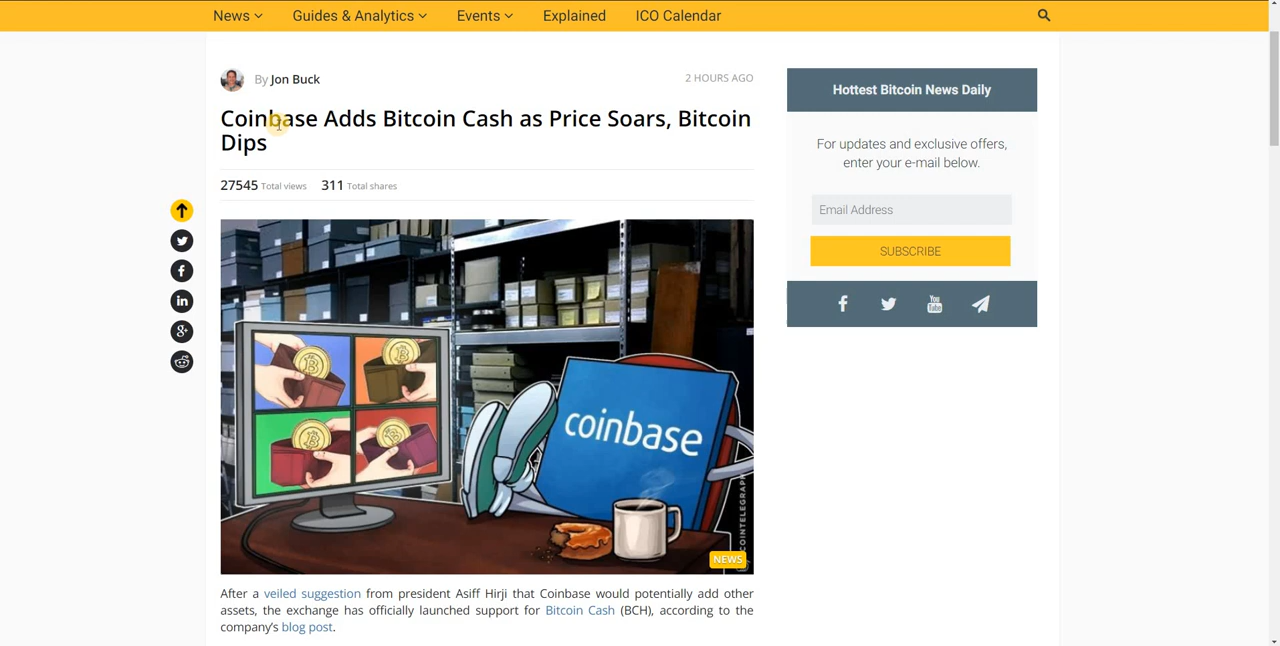 News
Guides & Analytics
Events
Explained
ICO Calendar
By Jon Buck
2 HOURS AGO
Coinbase Adds Bitcoin Cash as Price Soars, Bitcoin
Dips
27545 Total views 311 Total shares
coinbase
COINTELEGRAPH
NEWS
After a veiled suggestion from president Asiff Hirji that Coinbase would potentially add other
assets, the exchange has officially launched support for Bitcoin Cash (BCH), according to the
company's blog post.
Hottest Bitcoin News Daily
For updates and exclusive offers,
enter your e-mail below.
Email Address
SUBSCRIBE
You
Tube